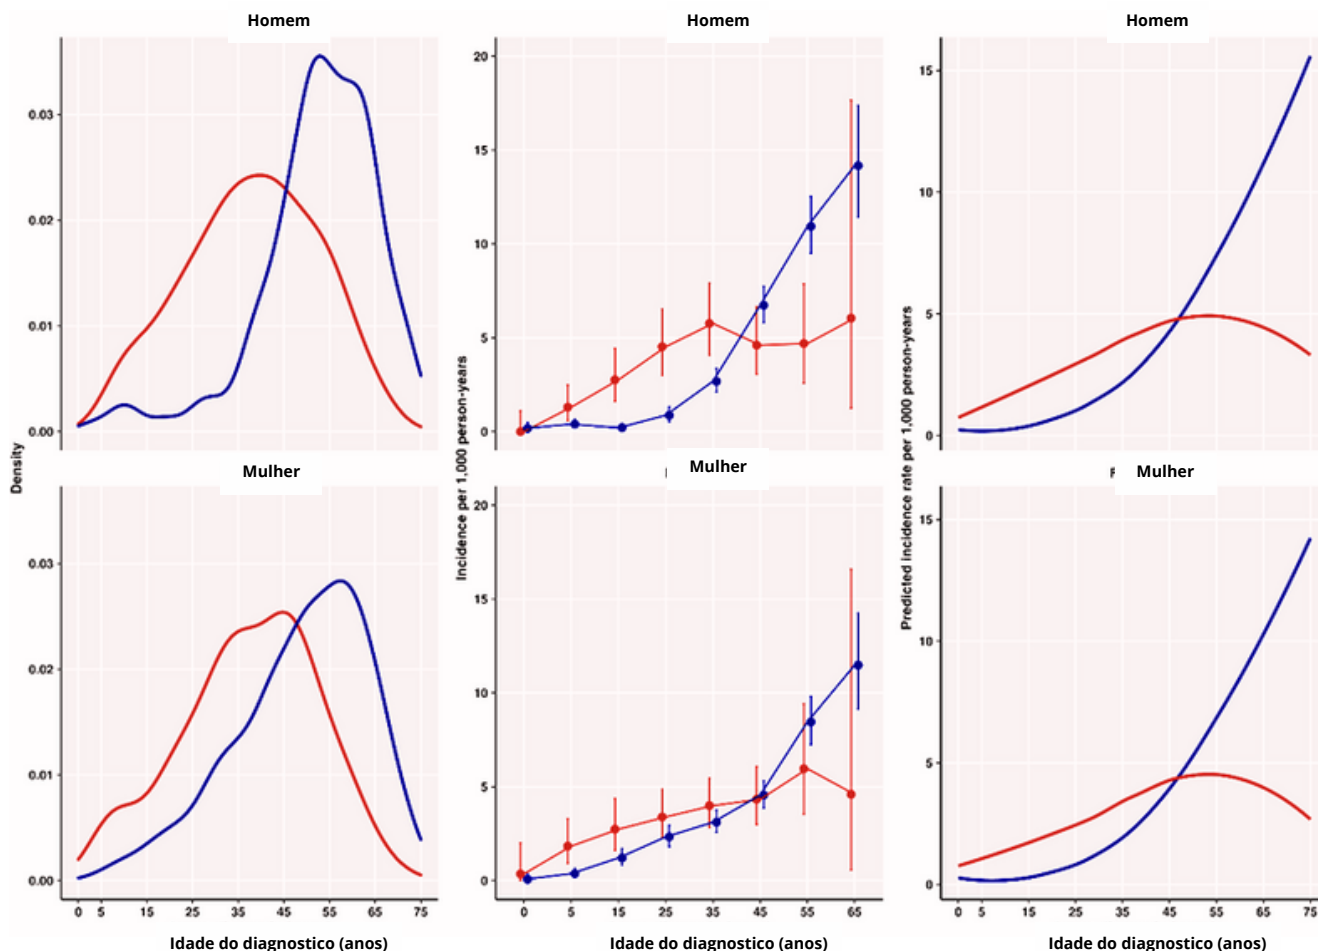 Homem
Homem
Homem
0.03
0.02
0.01
0.00
20
15
10
5
0
15
10
5
0
Density
Incidence per 1,000 person-years
Predicted incidence rate per 1,000 person-years
Mulher
Mulher
Mulher
0.03
0.02
0.01
0.00
20
15
10
5
0
15
10
5
0
0 5 15 25 35 45 55 65 75
0 5 15 25 35 45 55 65
0 5 15 25 35 45 55 65 75
Idade do diagnostico (anos)
Idade do diagnostico (anos)
Idade do diagnostico (anos)